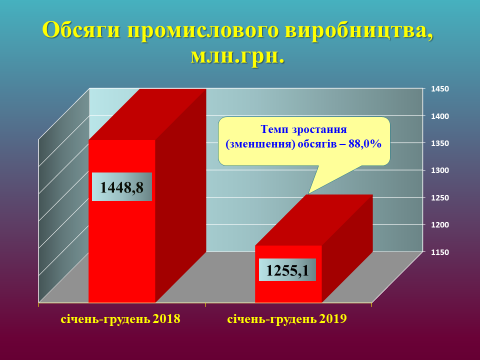 Обсяги промислового виробництва,
млн.грн.
1450
1400
1350
1300
1250
1200
1150
Темп зростання
(зменшення) обсягів – 88,0%
1448,8
1255,1
січень-грудень 2018
січень-грудень 2019